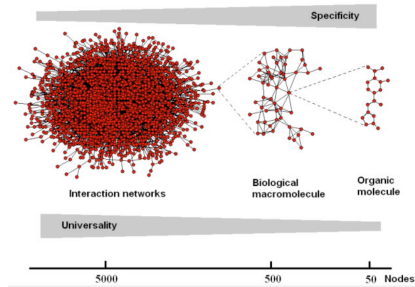 Specificity
Interaction networks
Biological
macromolecule
Organic
molecule
Universality
5000
500
50
Nodes